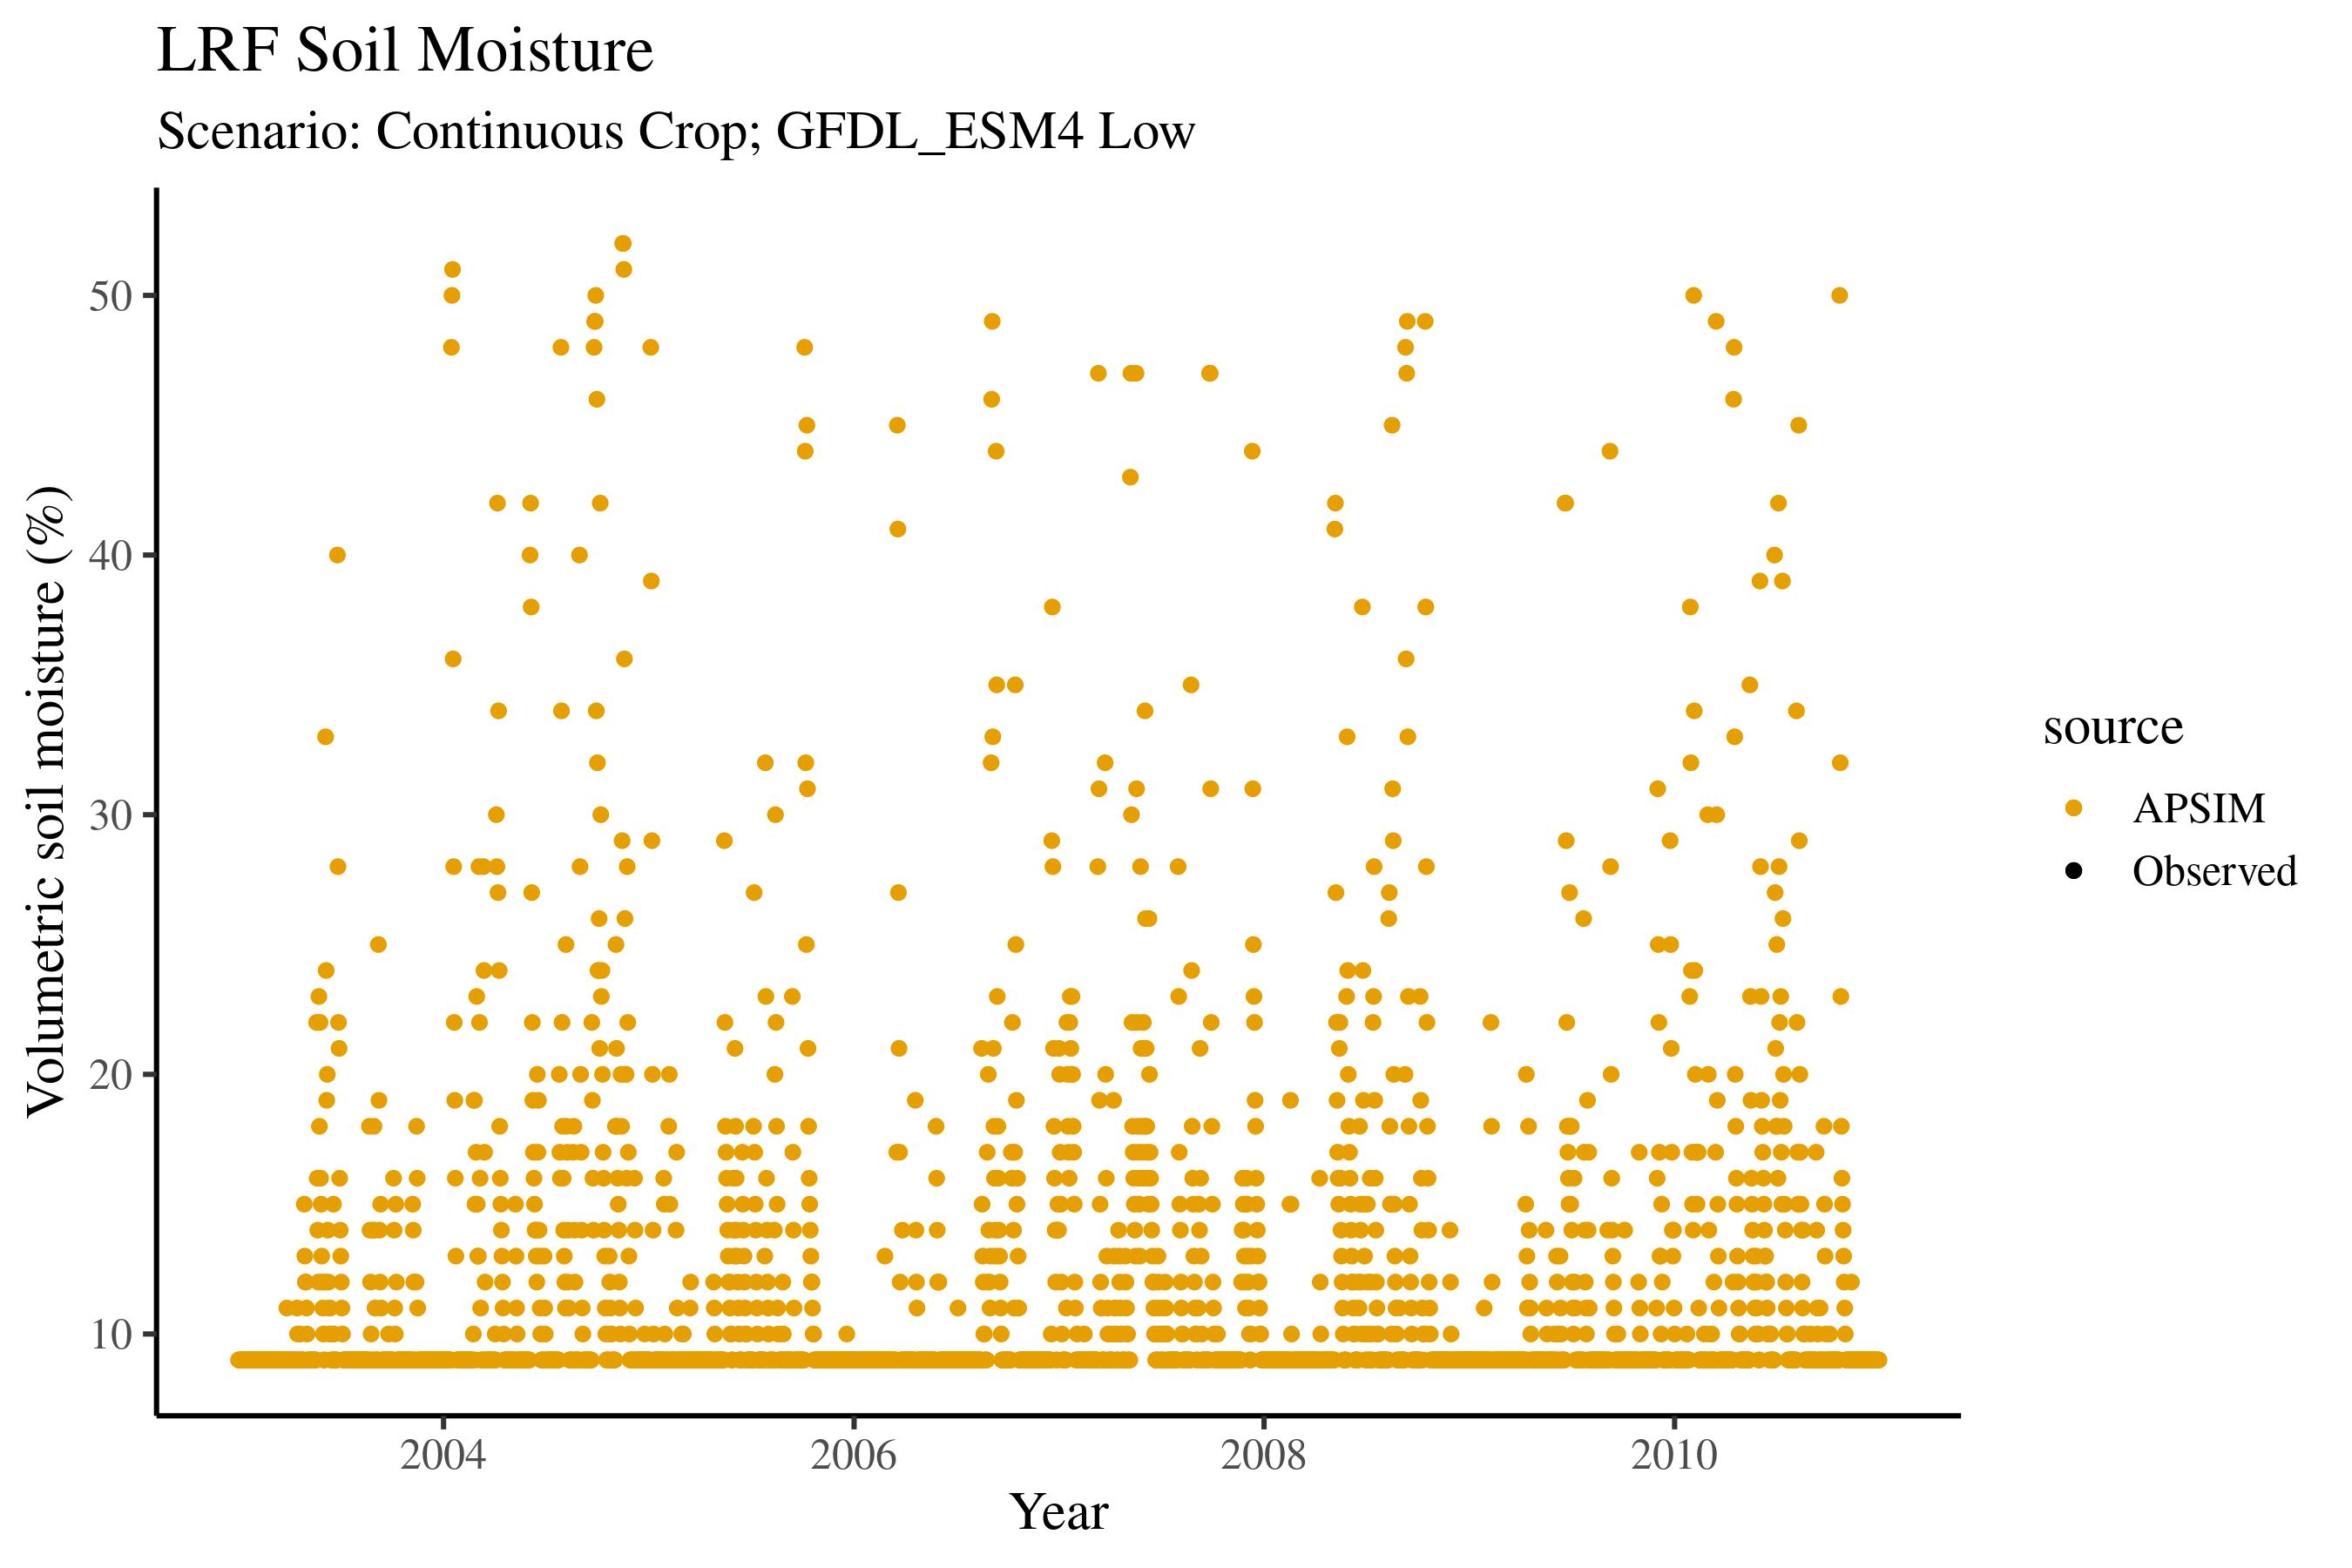 LRF Soil Moisture
Scenario: Continuous Crop; GFDL_ESM4 Low
Volumetric soil moisture (%)
50
40
30
20
10
2004
2006
2008
2010
Year
source
APSIM
Observed